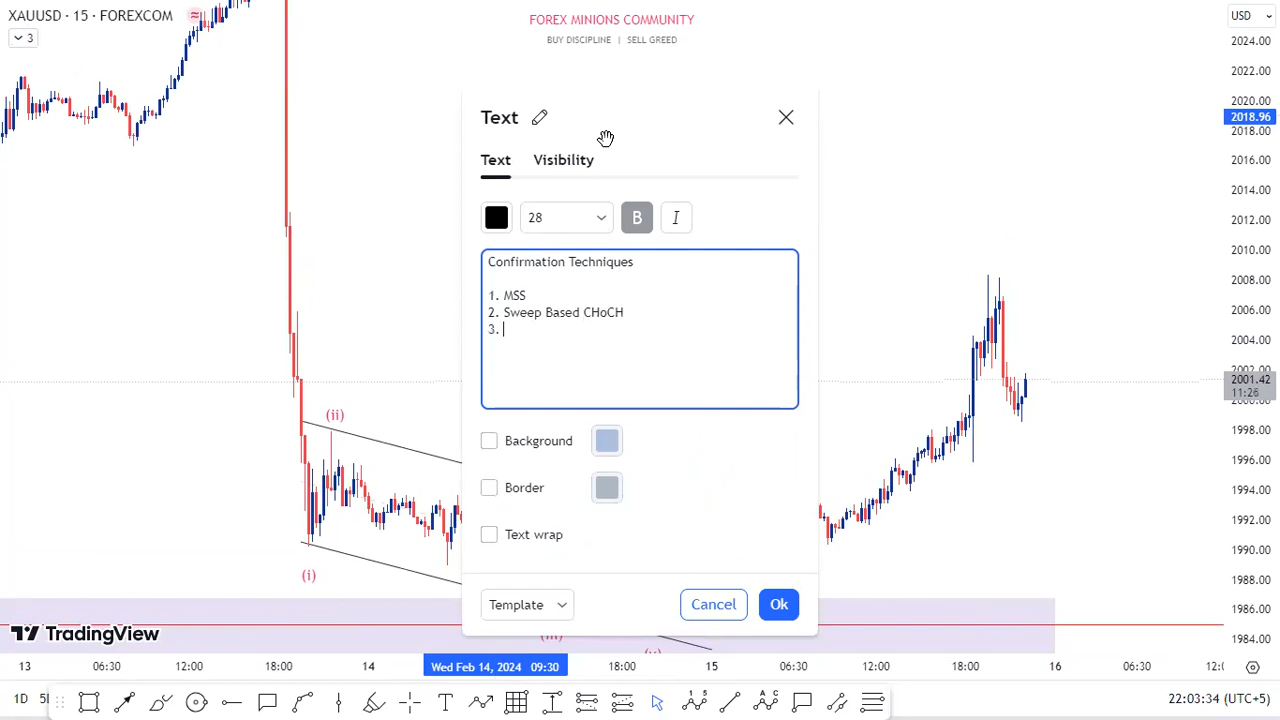 XAUUSD · 15 · FOREXCOM
3
FOREX MINIONS COMMUNITY
BUY DISCIPLINE | SELL GREED
USD
2024.00
2022.00
2020.00
2018.96
2018.00
2016.00
2014.00
2012.00
2010.00
2008.00
2006.00
2004.00
2002.00
2001.42
11:26
2000.00
1998.00
1996.00
1994.00
1992.00
1990.00
1988.00
1986.00
1984.00
Text
Text
Visibility
28
B
I
Confirmation Techniques
1. MSS
2. Sweep Based CHoCH
3.
Background
Border
Text wrap
Template
Cancel
Ok
(ii)
(i)
TradingView
13
06:30
12:00
18:00
14
Wed Feb 14, 2024 09:30
18:00
15
06:30
12:00
18:00
16
06:30
1D
22:03:34 (UTC+5)